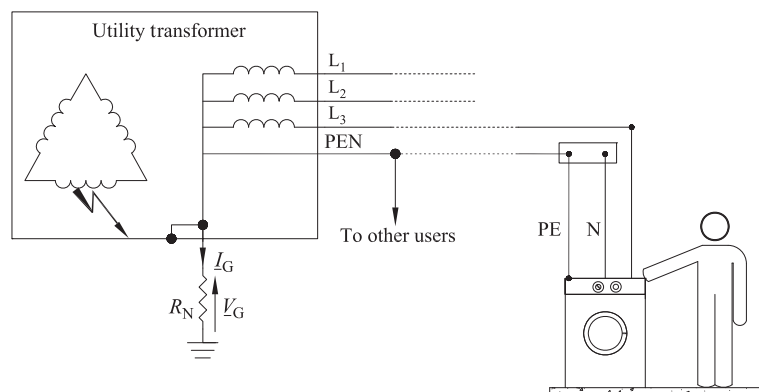 Utility transformer
L1
L2
L3
PEN
To other users
PE N
IG
RN
VG